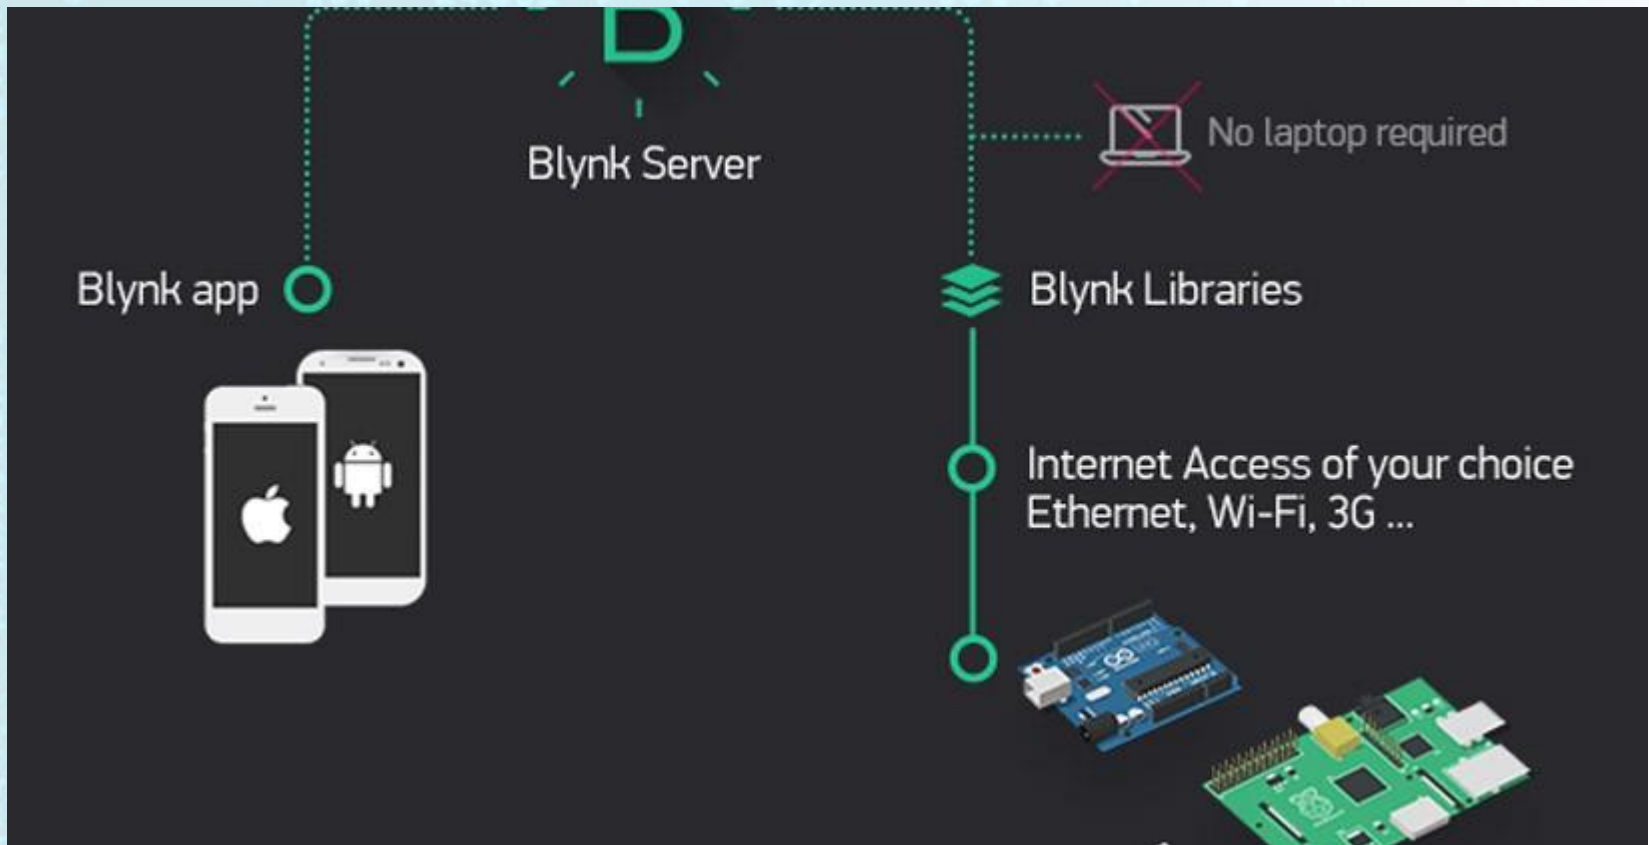 B
Blynk Server
No laptop required
Blynk app
Blynk Libraries
Internet Access of your choice
Ethernet, Wi-Fi, 3G ...